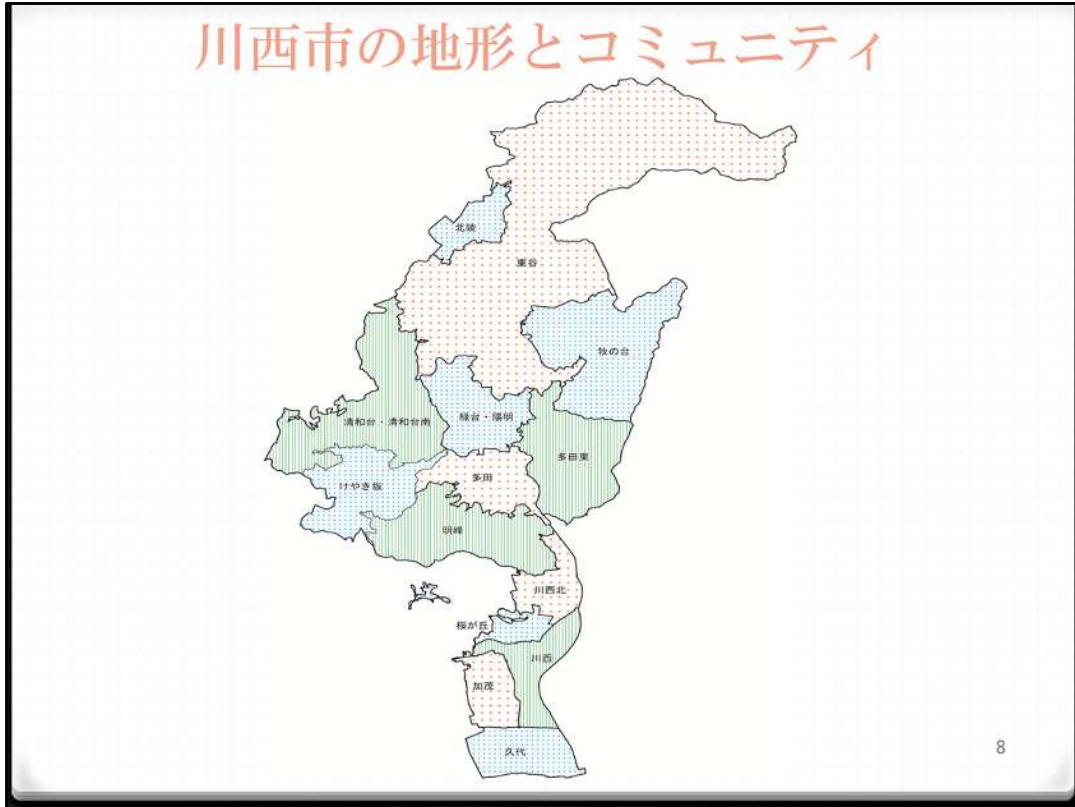 川西市の地形とコミュニティ
北陵
東谷
牧の台
清和台・清和台南
緑台・陽明
多田東
けやき坂
多田
明峰
川西北
桜が丘
川西
加茂
久代
8